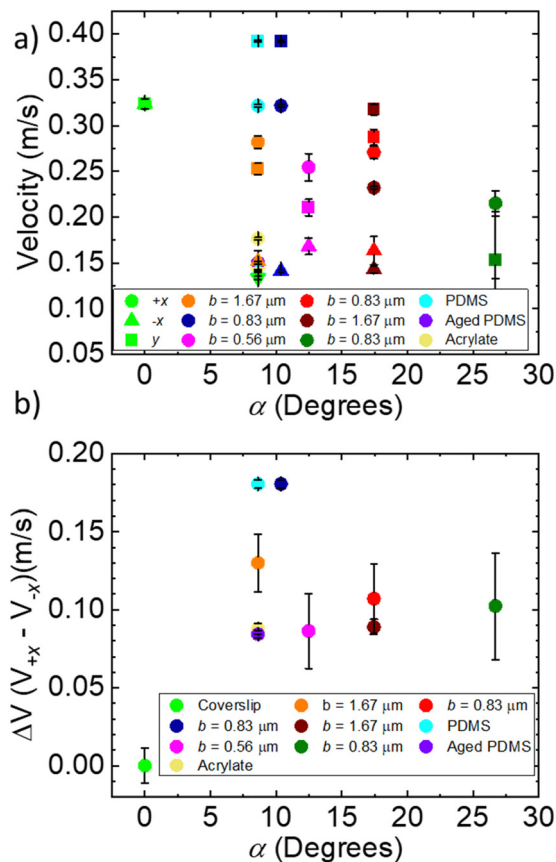 a)
Velocity (m/s)
0.40
0.35
0.30
0.25
0.20
0.15
0.10
0.05
+x b = 1.67 μm b = 0.83 μm PDMS
-x b = 0.83 μm b = 1.67 μm Aged PDMS
y b = 0.56 μm b = 0.83 μm Acrylate
0 5 10 15 20 25 30
α (Degrees)
b)
ΔV (V+x - V-x)(m/s)
0.20
0.15
0.10
0.05
0.00
Coverslip b = 1.67 μm b = 0.83 μm
b = 0.83 μm b = 1.67 μm PDMS
b = 0.56 μm b = 0.83 μm Aged PDMS
Acrylate
0 5 10 15 20 25 30
α (Degrees)